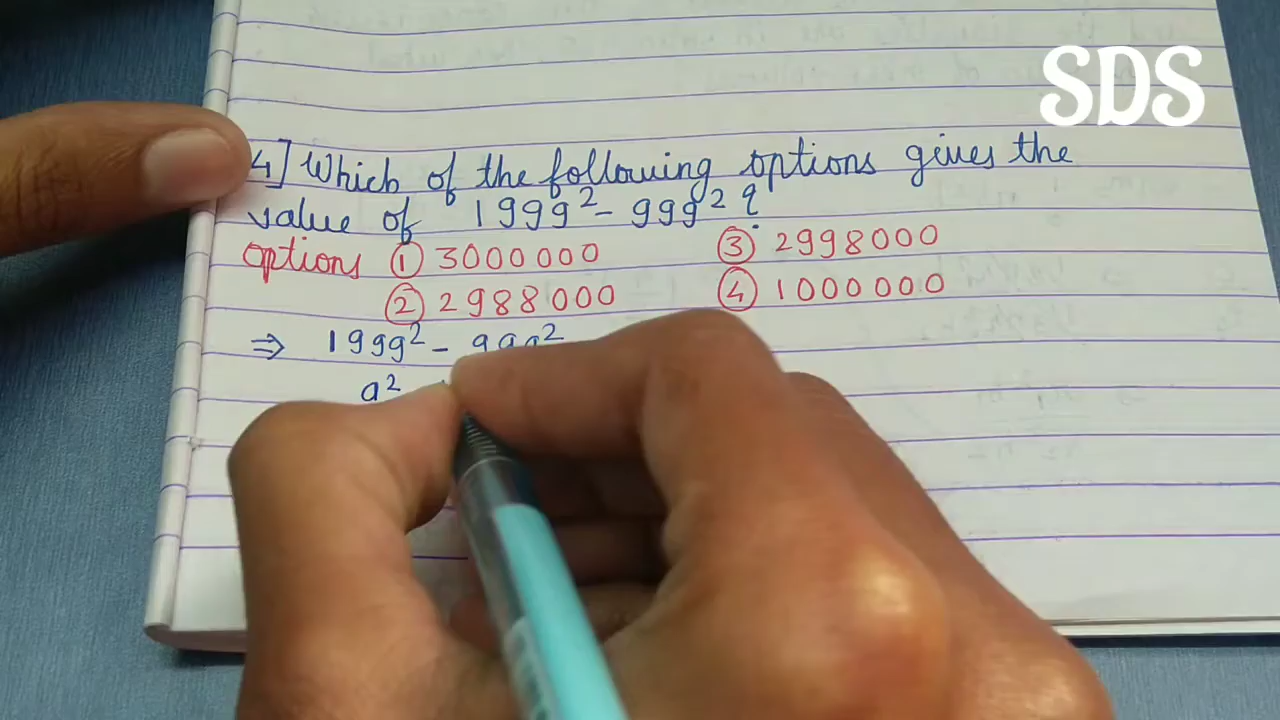 SDS
4] Which of the following options gives the
value of 1999² - 999² ?
options ① 3000000 ③ 2998000
② 2988000 ④ 1000000
⇒ 1999² - 999²
a²